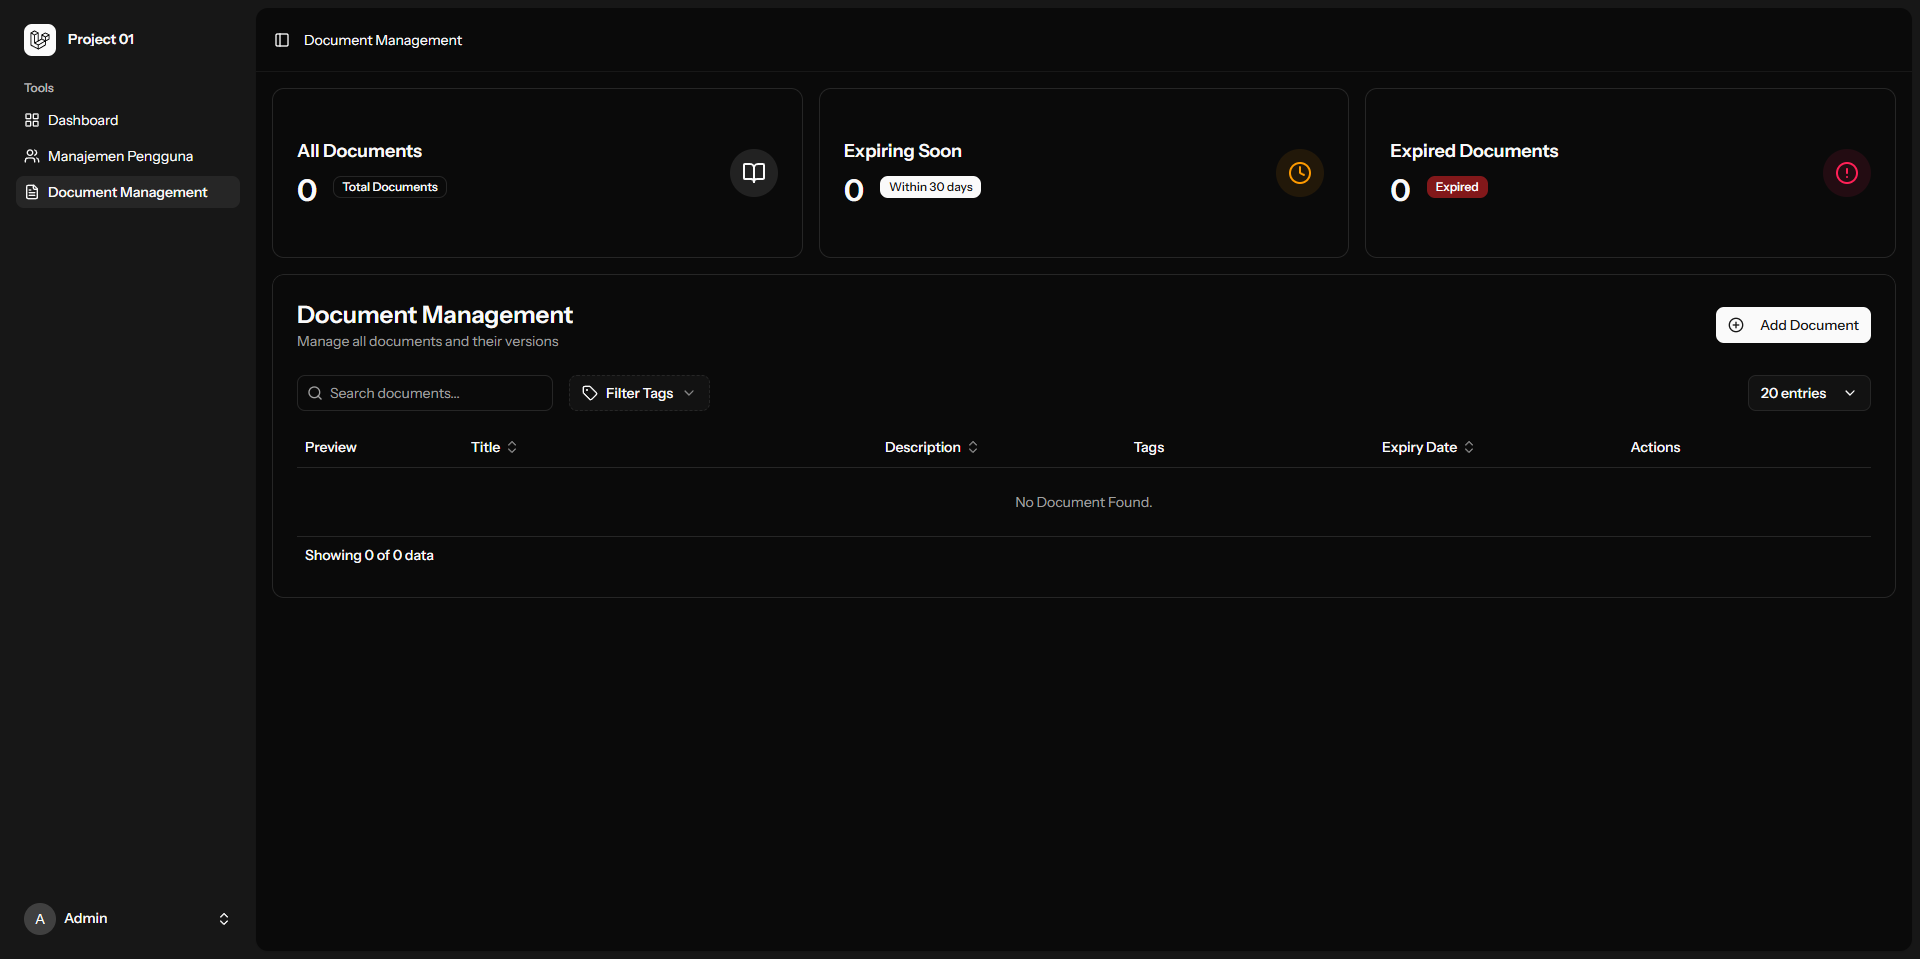 Project 01
Tools
Dashboard
Manajemen Pengguna
Document Management
A Admin
Document Management
All Documents
0 Total Documents
Expiring Soon
0 Within 30 days
Expired Documents
0 Expired
Document Management
Manage all documents and their versions
Add Document
Search documents...
Filter Tags
20 entries
Preview Title Description Tags Expiry Date Actions
No Document Found.
Showing 0 of 0 data